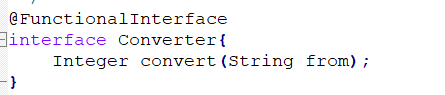 @FunctionalInterface
interface Converter{
    Integer convert(String from);
}